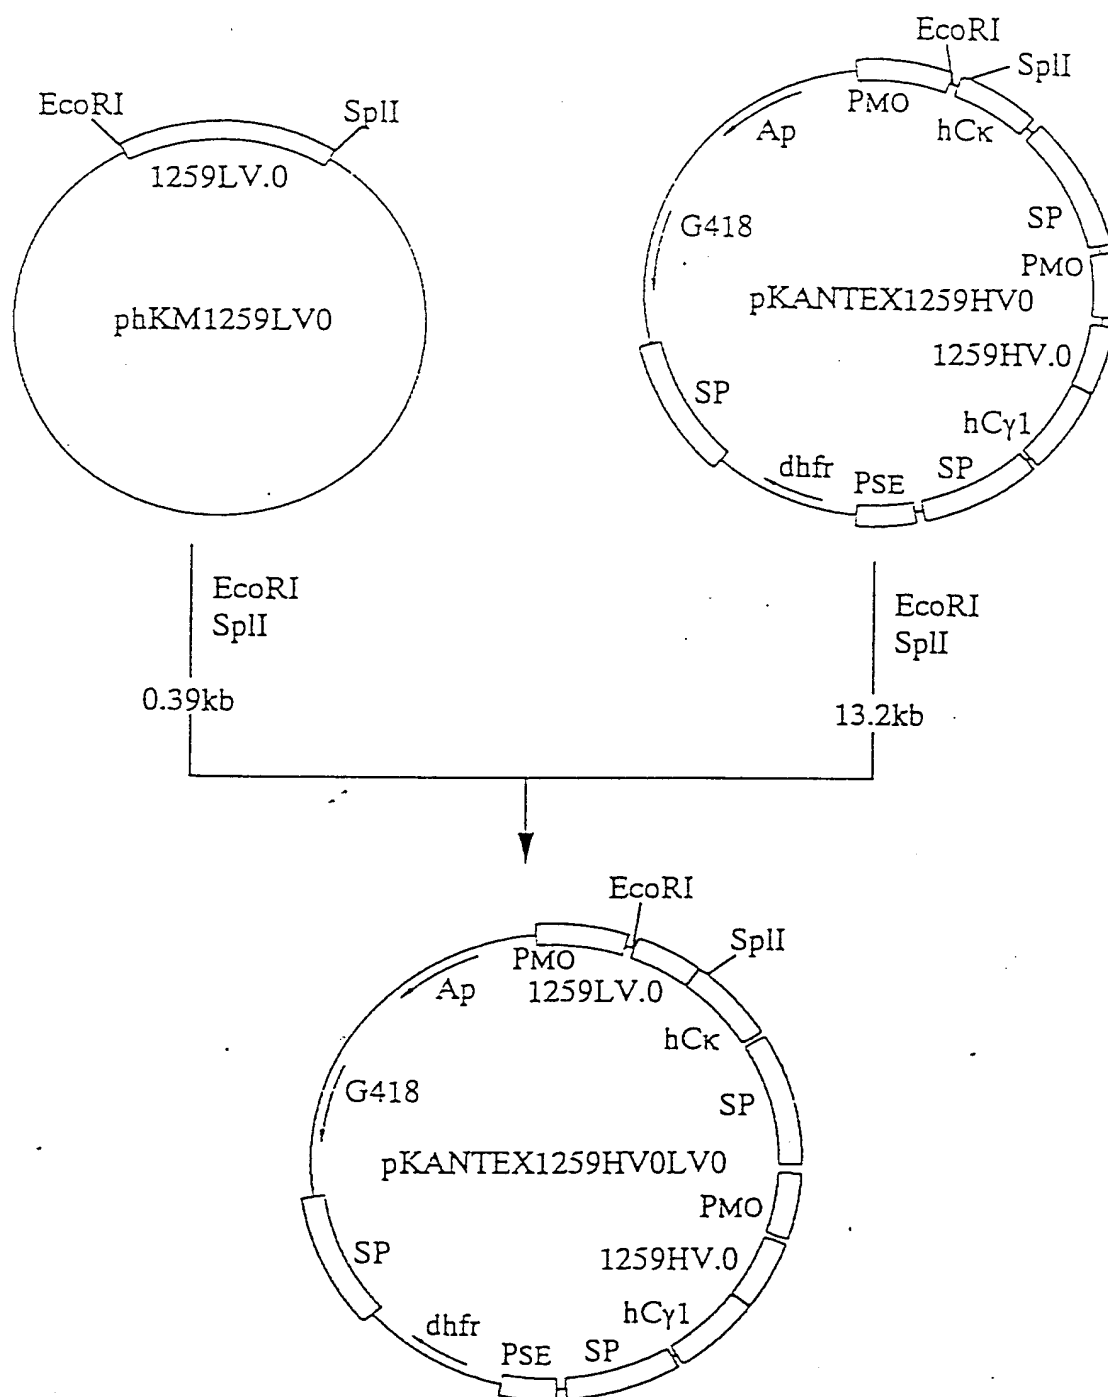 EcoRI
SplI
1259LV.0
phKM1259LV0
EcoRI
SplI
PMO
hCκ
Ap
SP
G418
PMO
pKANTEX1259HV0
1259HV.0
SP
hCγ1
dhfr
PSE
SP
EcoRI
SplI
0.39kb
EcoRI
SplI
13.2kb
EcoRI
SplI
PMO
1259LV.0
Ap
hCκ
G418
SP
pKANTEX1259HV0LV0
PMO
SP
1259HV.0
hCγ1
dhfr
PSE
SP